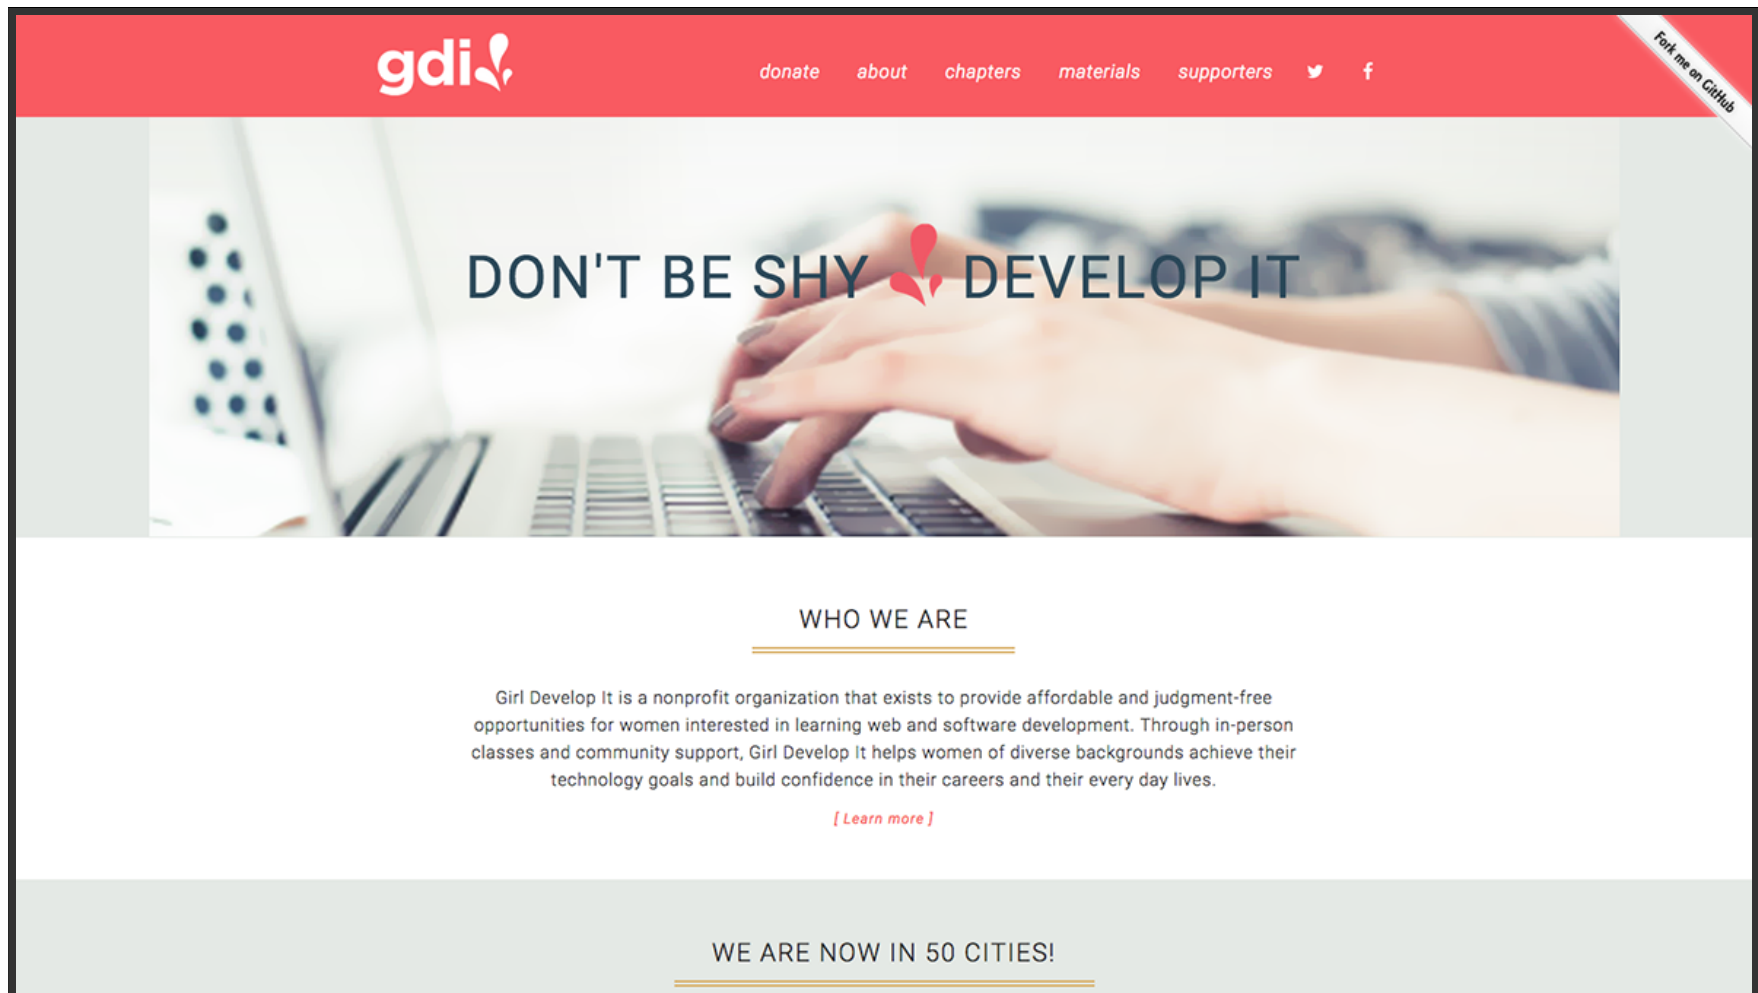 gdi
donate about chapters materials supporters
Fork me on GitHub
DON'T BE SHY DEVELOP IT
WHO WE ARE
Girl Develop It is a nonprofit organization that exists to provide affordable and judgment-free
opportunities for women interested in learning web and software development. Through in-person
classes and community support, Girl Develop It helps women of diverse backgrounds achieve their
technology goals and build confidence in their careers and their every day lives.
[ Learn more ]
WE ARE NOW IN 50 CITIES!